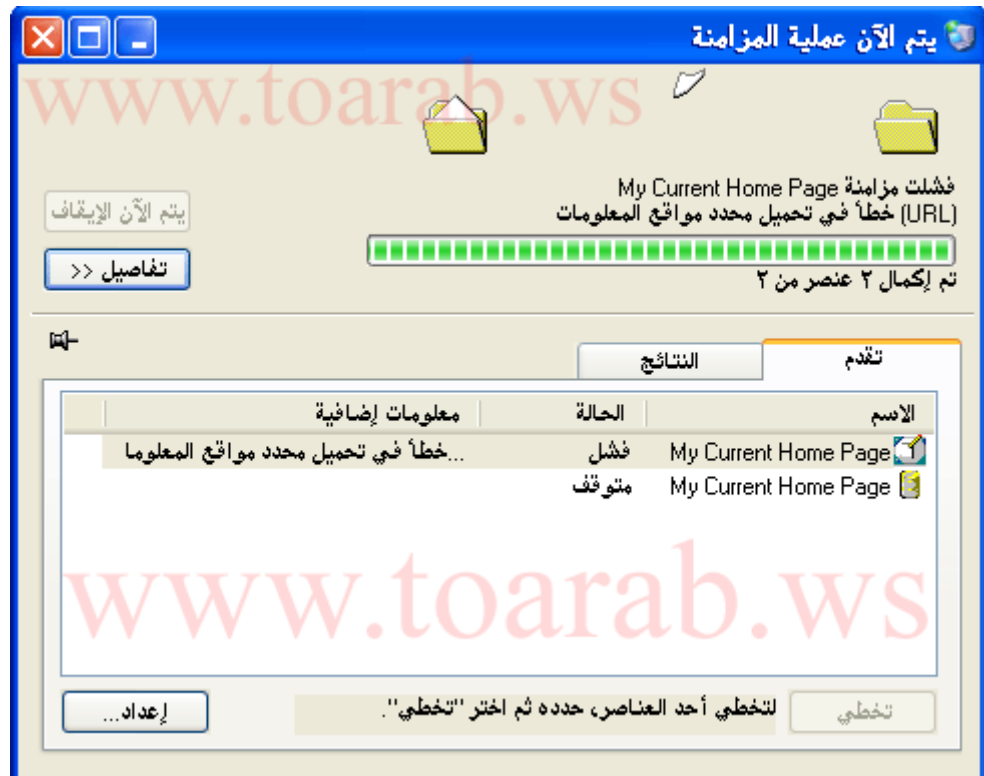 يتم الآن عملية المزامنة
www.toarab.ws
فشلت مزامنة My Current Home Page
(URL) خطأ في تحميل محدد مواقع المعلومات
يتم الآن الإيقاف
تم إكمال ٢ عنصر من ٢
تفاصيل <<
تقدم
النتائج
الاسم
الحالة
معلومات إضافية
My Current Home Page فشل خطأ في تحميل محدد مواقع المعلوما...
My Current Home Page متوقف
www.toarab.ws
تخطي
لتخطي أحد العناصر، حدده ثم اختر "تخطي".
إعداد...